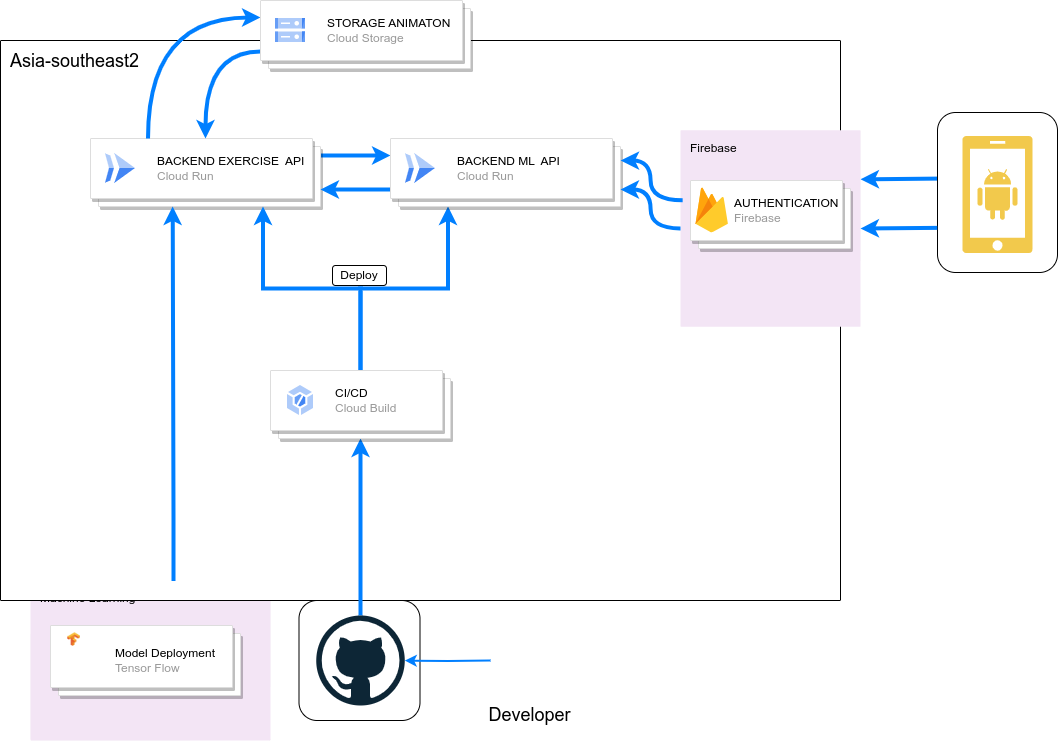 STORAGE ANIMATON
Cloud Storage
Asia-southeast2
BACKEND EXERCISE  API
Cloud Run
BACKEND ML  API
Cloud Run
Firebase
AUTHENTICATION
Firebase
Deploy
CI/CD
Cloud Build
Machine Learning
Model Deployment
Tensor Flow
Developer